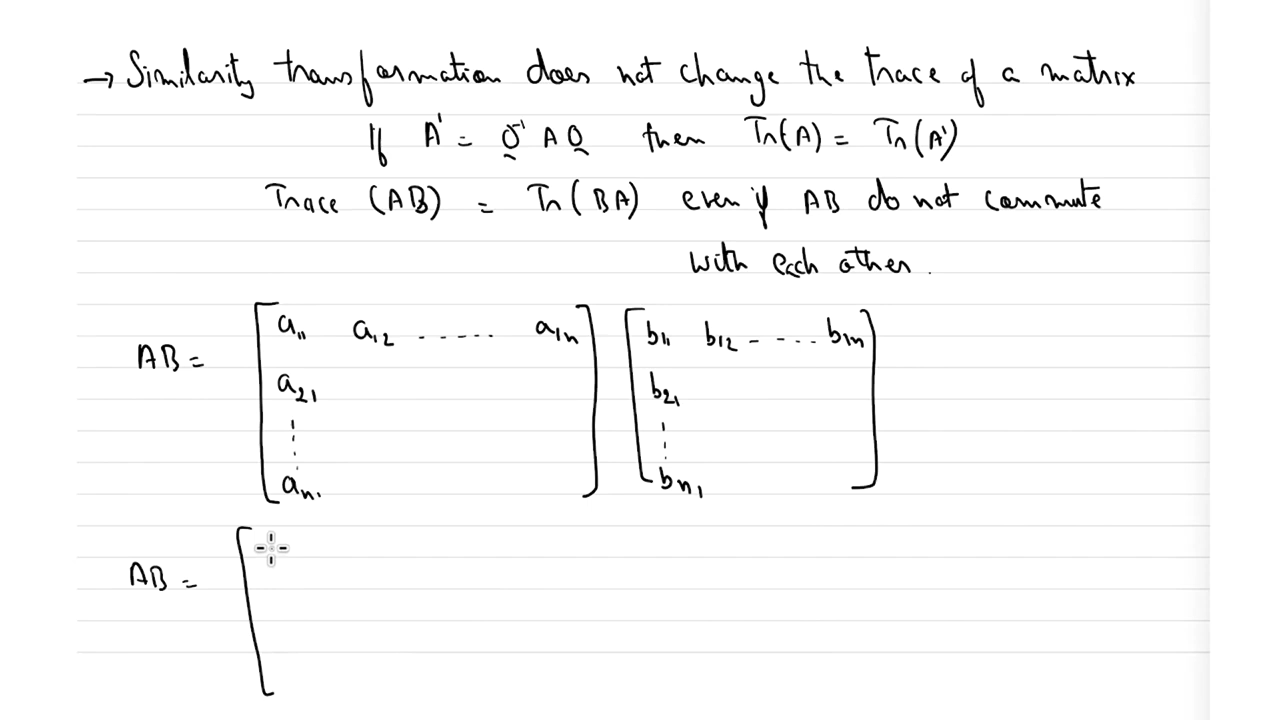 → Similarity transformation does not change the trace of a matrix
If A' = Q⁻¹ A Q then Tr(A) = Tr(A')
Trace (AB) = Tr(BA) even if AB do not commute
with each other.
AB = [ a₁₁ a₁₂ ...... a₁ₙ ] [ b₁₁ b₁₂ ..... b₁ₙ ]
a₂₁ b₂₁
⋮ ⋮
aₙ₁ bₙ₁
AB = [